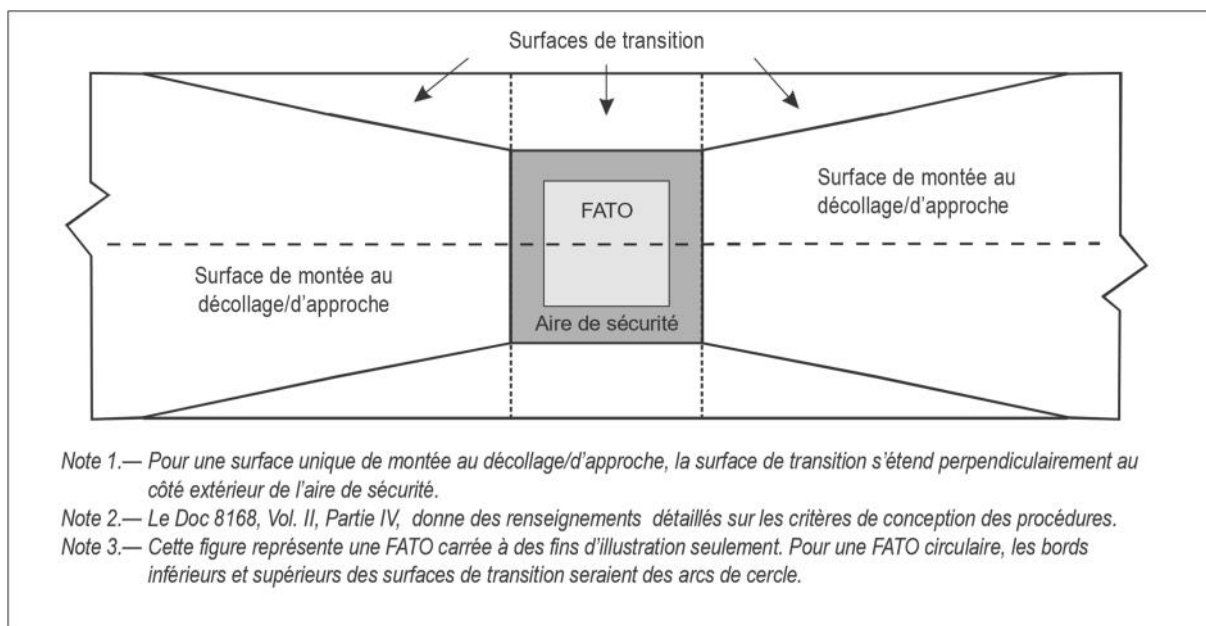 Surfaces de transition
Surface de montée au
décollage/d’approche
FATO
Surface de montée au
décollage/d’approche
Aire de sécurité
Note 1.— Pour une surface unique de montée au décollage/d’approche, la surface de transition s’étend perpendiculairement au
côté extérieur de l’aire de sécurité.
Note 2.— Le Doc 8168, Vol. II, Partie IV, donne des renseignements détaillés sur les critères de conception des procédures.
Note 3.— Cette figure représente une FATO carrée à des fins d’illustration seulement. Pour une FATO circulaire, les bords
inférieurs et supérieurs des surfaces de transition seraient des arcs de cercle.